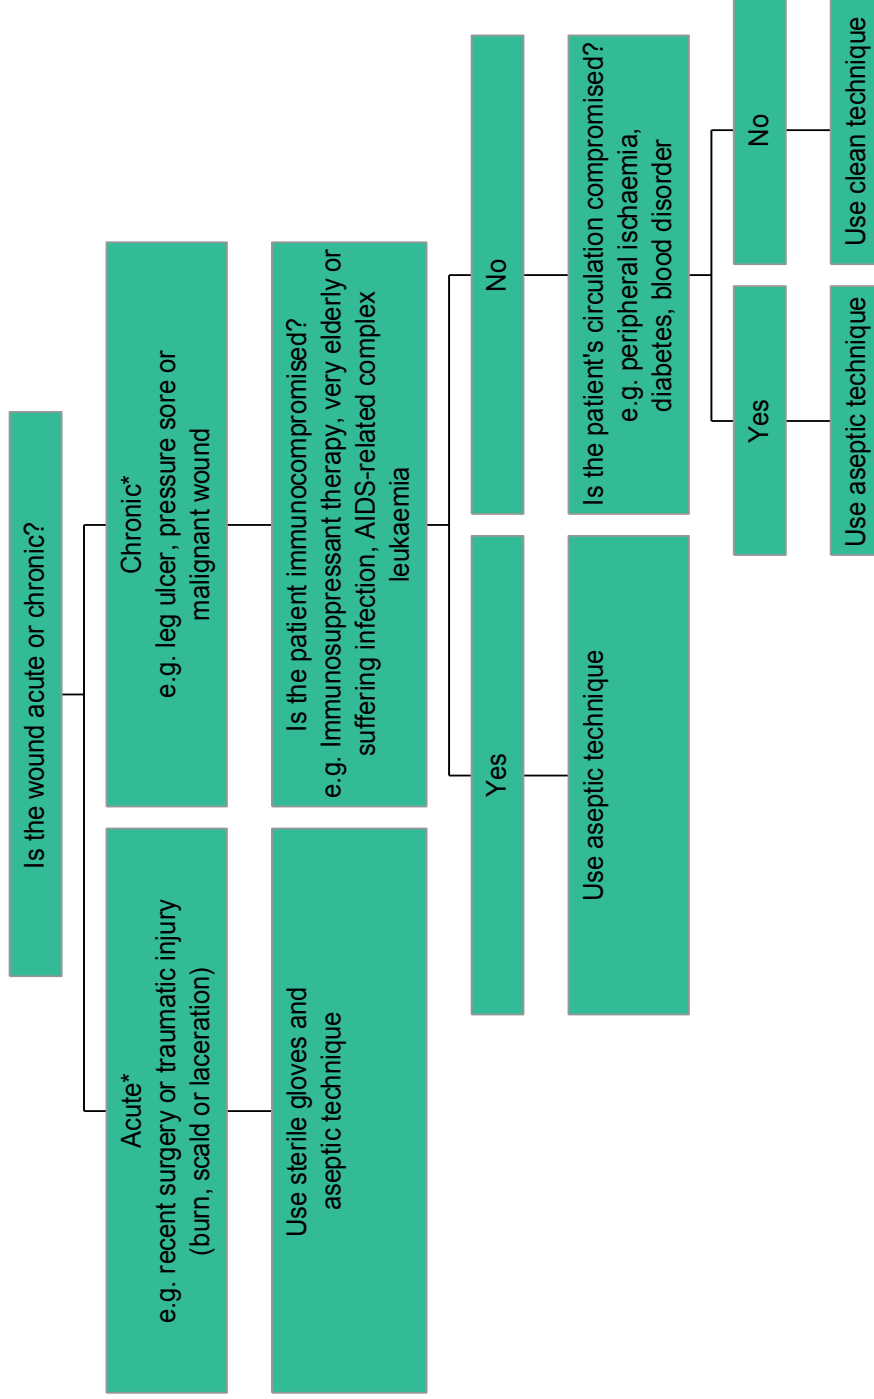 Is the wound acute or chronic?
Acute*
e.g. recent surgery or traumatic injury
(burn, scald or laceration)
Chronic*
e.g. leg ulcer, pressure sore or
malignant wound
Use sterile gloves and
aseptic technique
Is the patient immunocompromised?
e.g. Immunosuppressant therapy, very elderly or
suffering infection, AIDS-related complex
leukaemia
Yes
No
Use aseptic technique
Is the patient's circulation compromised?
e.g. peripheral ischaemia,
diabetes, blood disorder
Yes
No
Use aseptic technique
Use clean technique